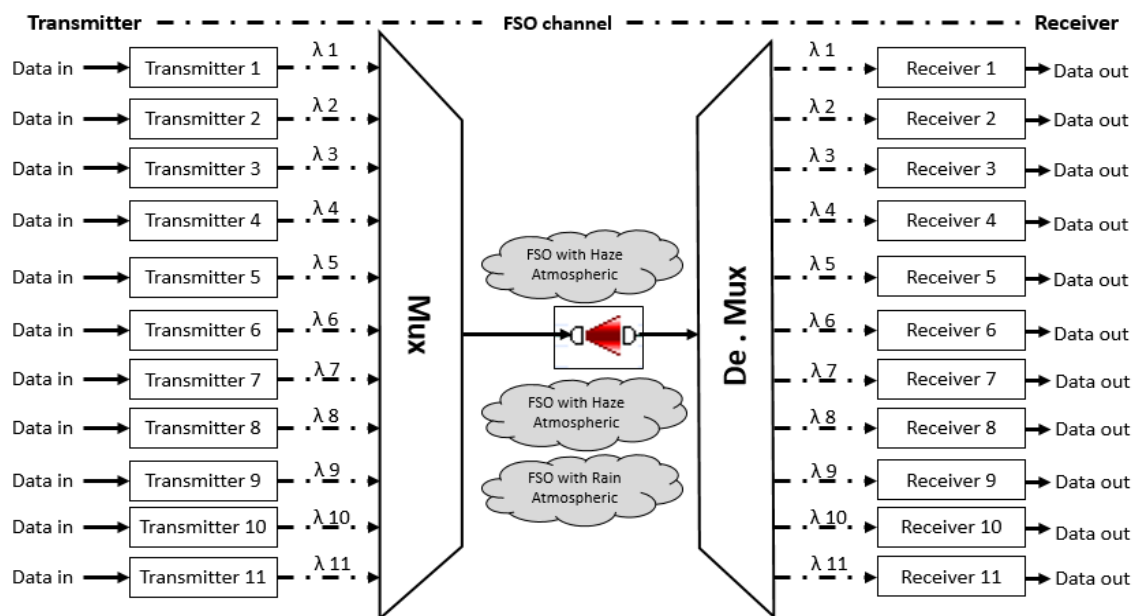 Transmitter FSO channel Receiver
Data in Transmitter 1 λ 1 λ 1 Receiver 1 Data out
Data in Transmitter 2 λ 2 λ 2 Receiver 2 Data out
Data in Transmitter 3 λ 3 λ 3 Receiver 3 Data out
Data in Transmitter 4 λ 4 λ 4 Receiver 4 Data out
Data in Transmitter 5 λ 5 λ 5 Receiver 5 Data out
Data in Transmitter 6 λ 6 λ 6 Receiver 6 Data out
Data in Transmitter 7 λ 7 λ 7 Receiver 7 Data out
Data in Transmitter 8 λ 8 λ 8 Receiver 8 Data out
Data in Transmitter 9 λ 9 λ 9 Receiver 9 Data out
Data in Transmitter 10 λ 10 λ 10 Receiver 10 Data out
Data in Transmitter 11 λ 11 λ 11 Receiver 11 Data out
Mux
FSO with Haze
Atmospheric
FSO with Haze
Atmospheric
FSO with Rain
Atmospheric
De . Mux